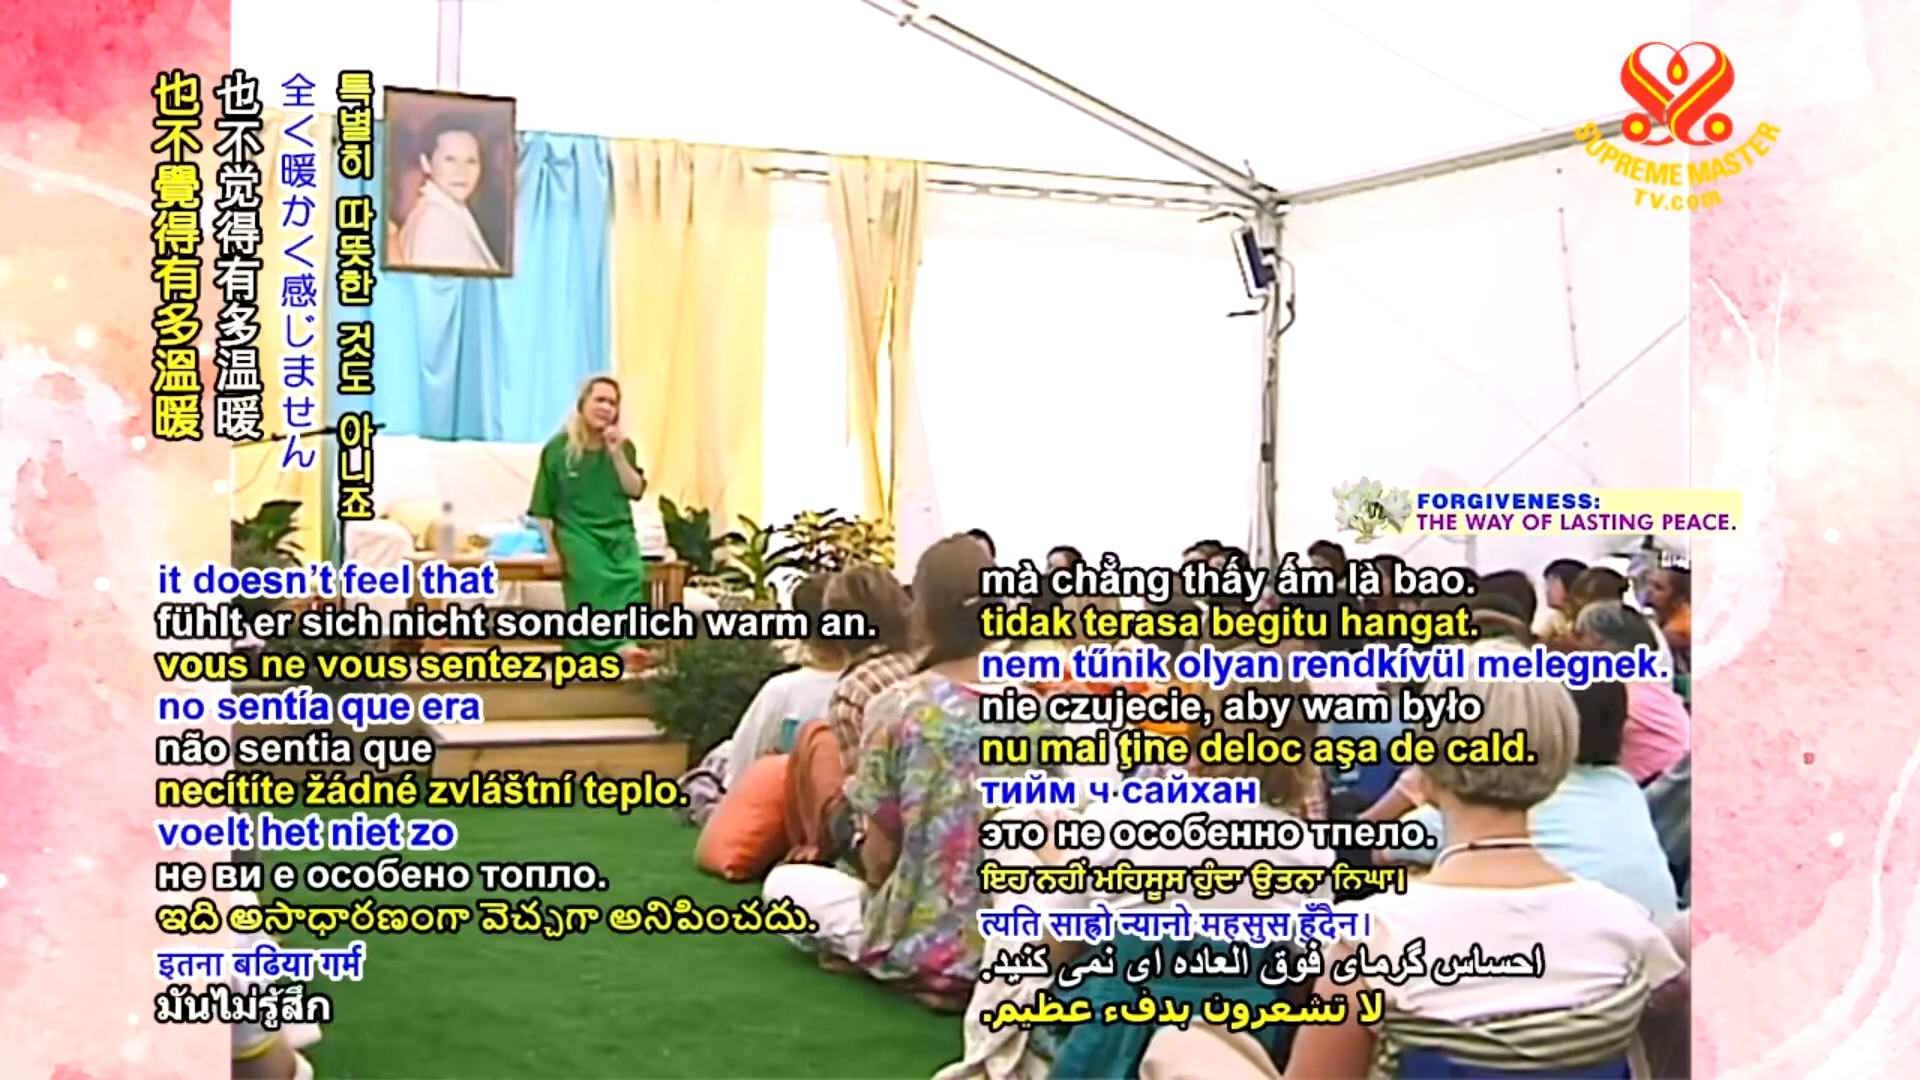 也不覺得有多溫暖
也不觉得有多温暖
全く暖かく感じません
특별히 따뜻한 것도 아니죠
SUPREME MASTER
TV.com
FORGIVENESS:
THE WAY OF LASTING PEACE.
it doesn't feel that
fühlt er sich nicht sonderlich warm an.
vous ne vous sentez pas
no sentía que era
não sentia que
necítíte žádné zvláštní teplo.
voelt het niet zo
не ви е особено топло.
ఇది అసాధారణంగా వెచ్చగా అనిపించదు.
इतना बढिया गर्म
มันไม่รู้สึก
mà chẳng thấy ấm là bao.
tidak terasa begitu hangat.
nem tűnik olyan rendkívül melegnek.
nie czujecie, aby wam było
nu mai ţine deloc aşa de cald.
тийм ч сайхан
это не особенно тпело.
ਇਹ ਨਹੀਂ ਮਹਿਸੂਸ ਹੁੰਦਾ ਉਤਨਾ ਨਿਘਾ।
त्यति साह्रो न्यानो महसुस हुँदैन।
احساس گرمای فوق العاده ای نمی کنید.
لا تشعرون بدفء عظيم.